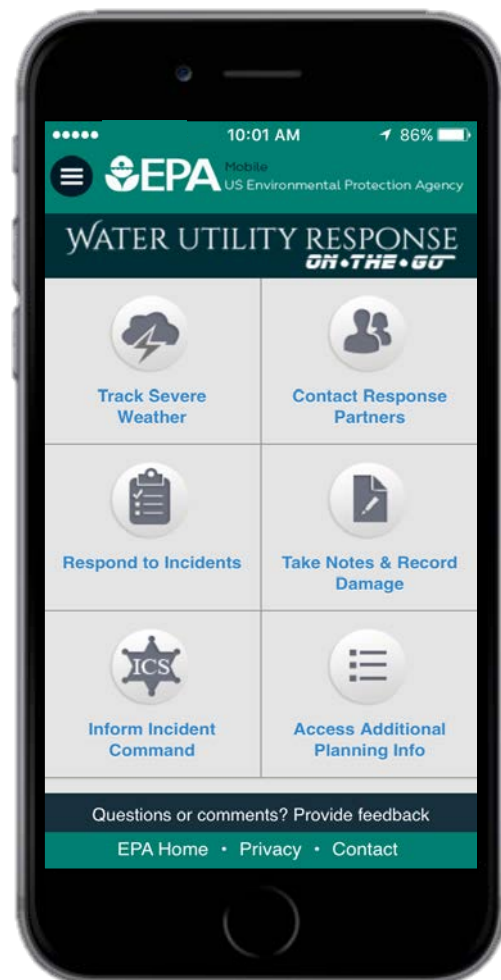 10:01 AM
86%
EPA
Mobile
US Environmental Protection Agency
WATER UTILITY RESPONSE
ON•THE•GO
Track Severe
Weather
Contact Response
Partners
Respond to Incidents
Take Notes & Record
Damage
ICS
Inform Incident
Command
Access Additional
Planning Info
Questions or comments? Provide feedback
EPA Home • Privacy • Contact